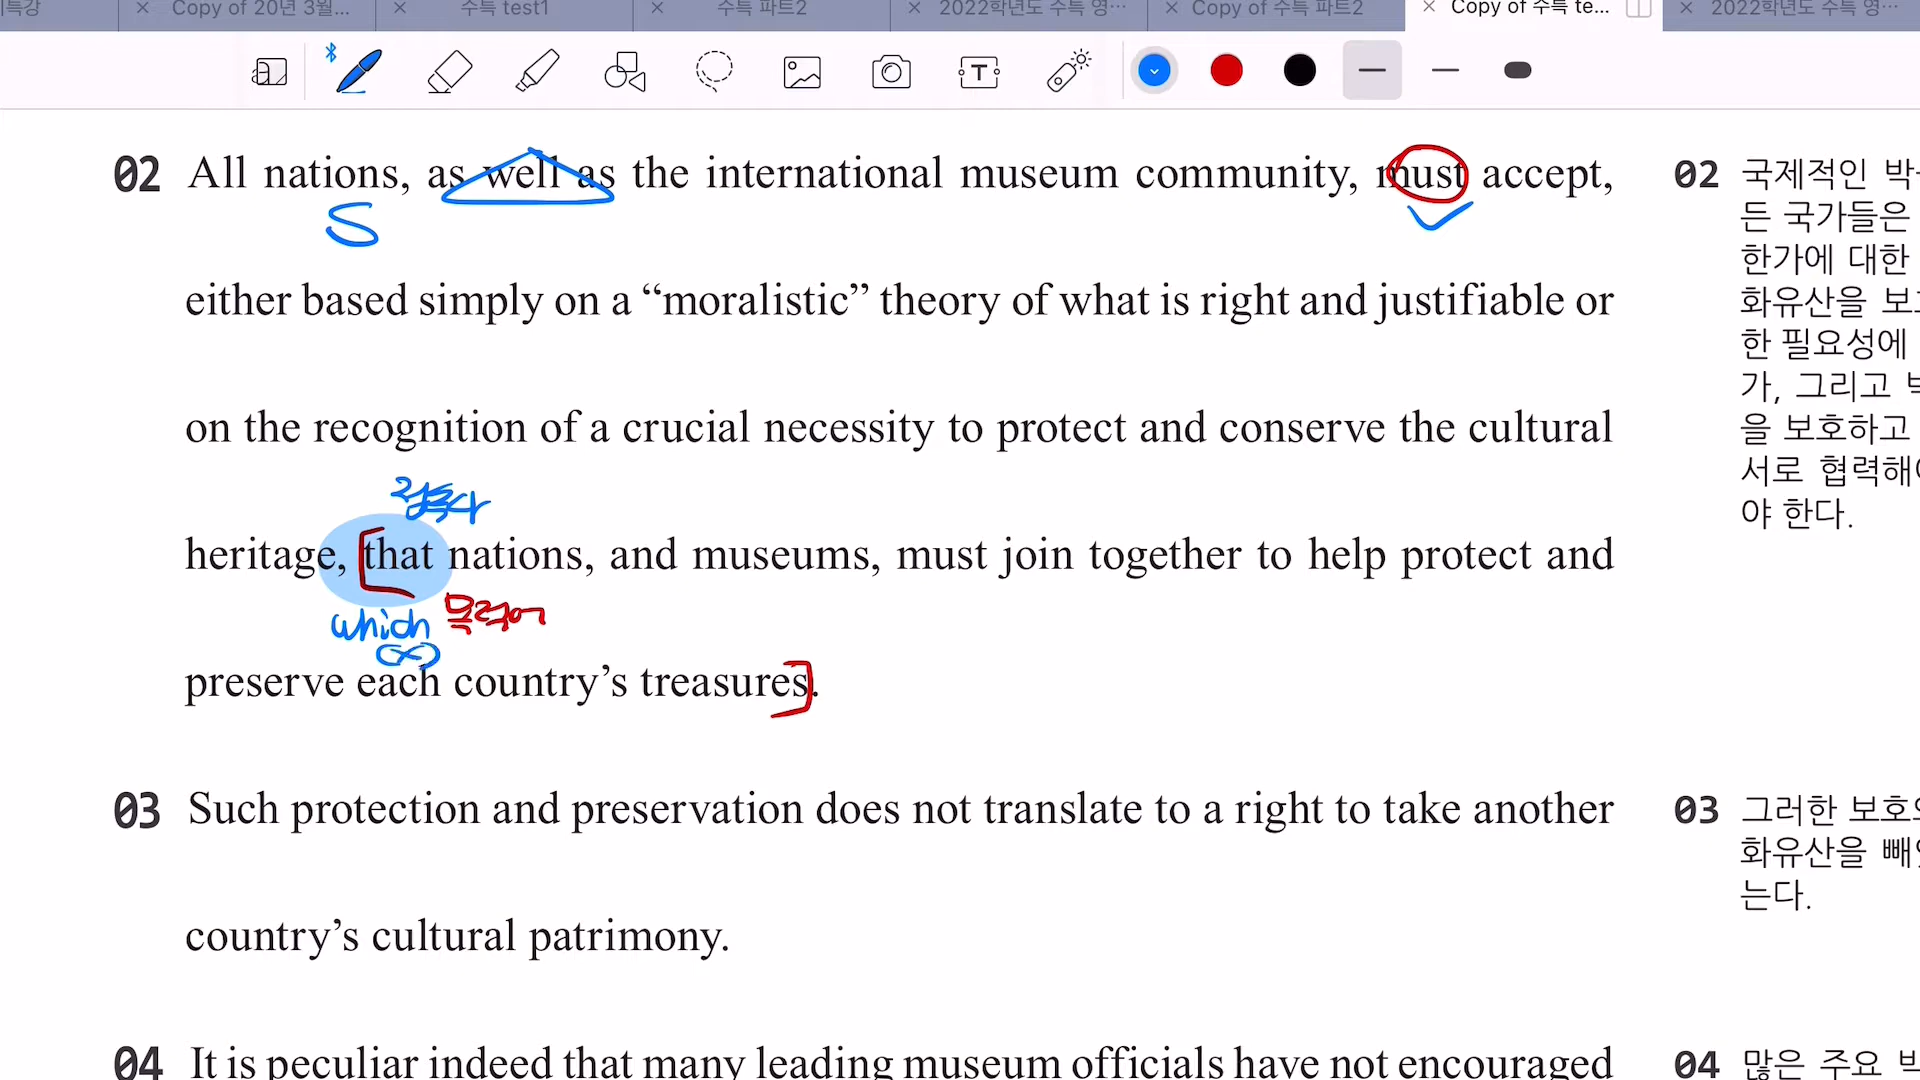 특강 × Copy of 20년 3월... × 수특 test1 × 수특 파트2 × 2022학년도 수특 영… × Copy of 수특 파트2 × Copy of 수특 te... × 2022학년도 수특 영…
T
02 All nations, as well as the international museum community, must accept,
S
either based simply on a “moralistic” theory of what is right and justifiable or
on the recognition of a crucial necessity to protect and conserve the cultural
접속사
heritage, that nations, and museums, must join together to help protect and
which 목적어
(×)
preserve each country’s treasures.
03 Such protection and preservation does not translate to a right to take another
country’s cultural patrimony.
04 It is peculiar indeed that many leading museum officials have not encouraged
02 국제적인
든 국가들은
한가에 대한
화유산을
한 필요성에
가, 그리고
을 보호하고
서로
야 한다.
03 그러한
화유산을
는다.
04 많은 주요